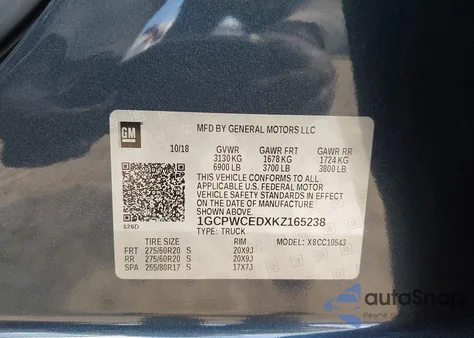 GM
MFD BY GENERAL MOTORS LLC
10/18 GVWR GAWR FRT GAWR RR
3130 KG 1678 KG 1724 KG
6900 LB 3700 LB 3800 LB
THIS VEHICLE CONFORMS TO ALL
APPLICABLE U.S. FEDERAL MOTOR
VEHICLE SAFETY STANDARDS IN EFFECT
ON THE DATE OF MANUFACTURE SHOWN ABOVE.
1GCPWCEDXKZ165238
526D TYPE: TRUCK
TIRE SIZE RIM MODEL: X8CC10543
FRT 275/60R20 S 20X9J
RR 275/60R20 S 20X9J
SPA 255/80R17 S 17X7J
autoSnap